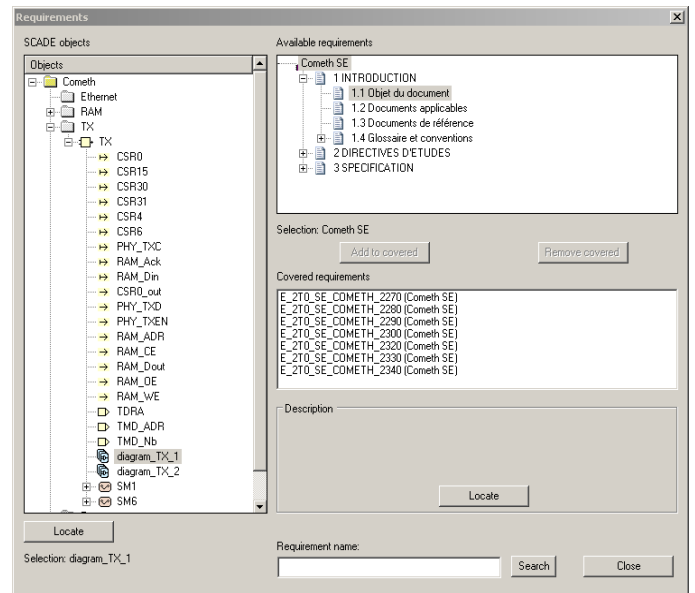 Requirements
SCADE objects
Objects
Cometh
Ethernet
RAM
TX
TX
CSR0
CSR15
CSR30
CSR31
CSR4
CSR6
PHY_TXC
RAM_Ack
RAM_Din
CSR0_out
PHY_TXD
PHY_TXEN
RAM_ADR
RAM_CE
RAM_Dout
RAM_OE
RAM_WE
TDRA
TMD_ADR
TMD_Nb
diagram_TX_1
diagram_TX_2
SM1
SM6
Locate
Selection: diagram_TX_1
Available requirements
Cometh SE
1 INTRODUCTION
1.1 Objet du document
1.2 Documents applicables
1.3 Documents de référence
1.4 Glossaire et conventions
2 DIRECTIVES D'ETUDES
3 SPECIFICATION
Selection: Cometh SE
Add to covered
Remove covered
Covered requirements
E_2T0_SE_COMETH_2270 (Cometh SE)
E_2T0_SE_COMETH_2280 (Cometh SE)
E_2T0_SE_COMETH_2290 (Cometh SE)
E_2T0_SE_COMETH_2300 (Cometh SE)
E_2T0_SE_COMETH_2320 (Cometh SE)
E_2T0_SE_COMETH_2330 (Cometh SE)
E_2T0_SE_COMETH_2340 (Cometh SE)
Description
Locate
Requirement name:
Search
Close